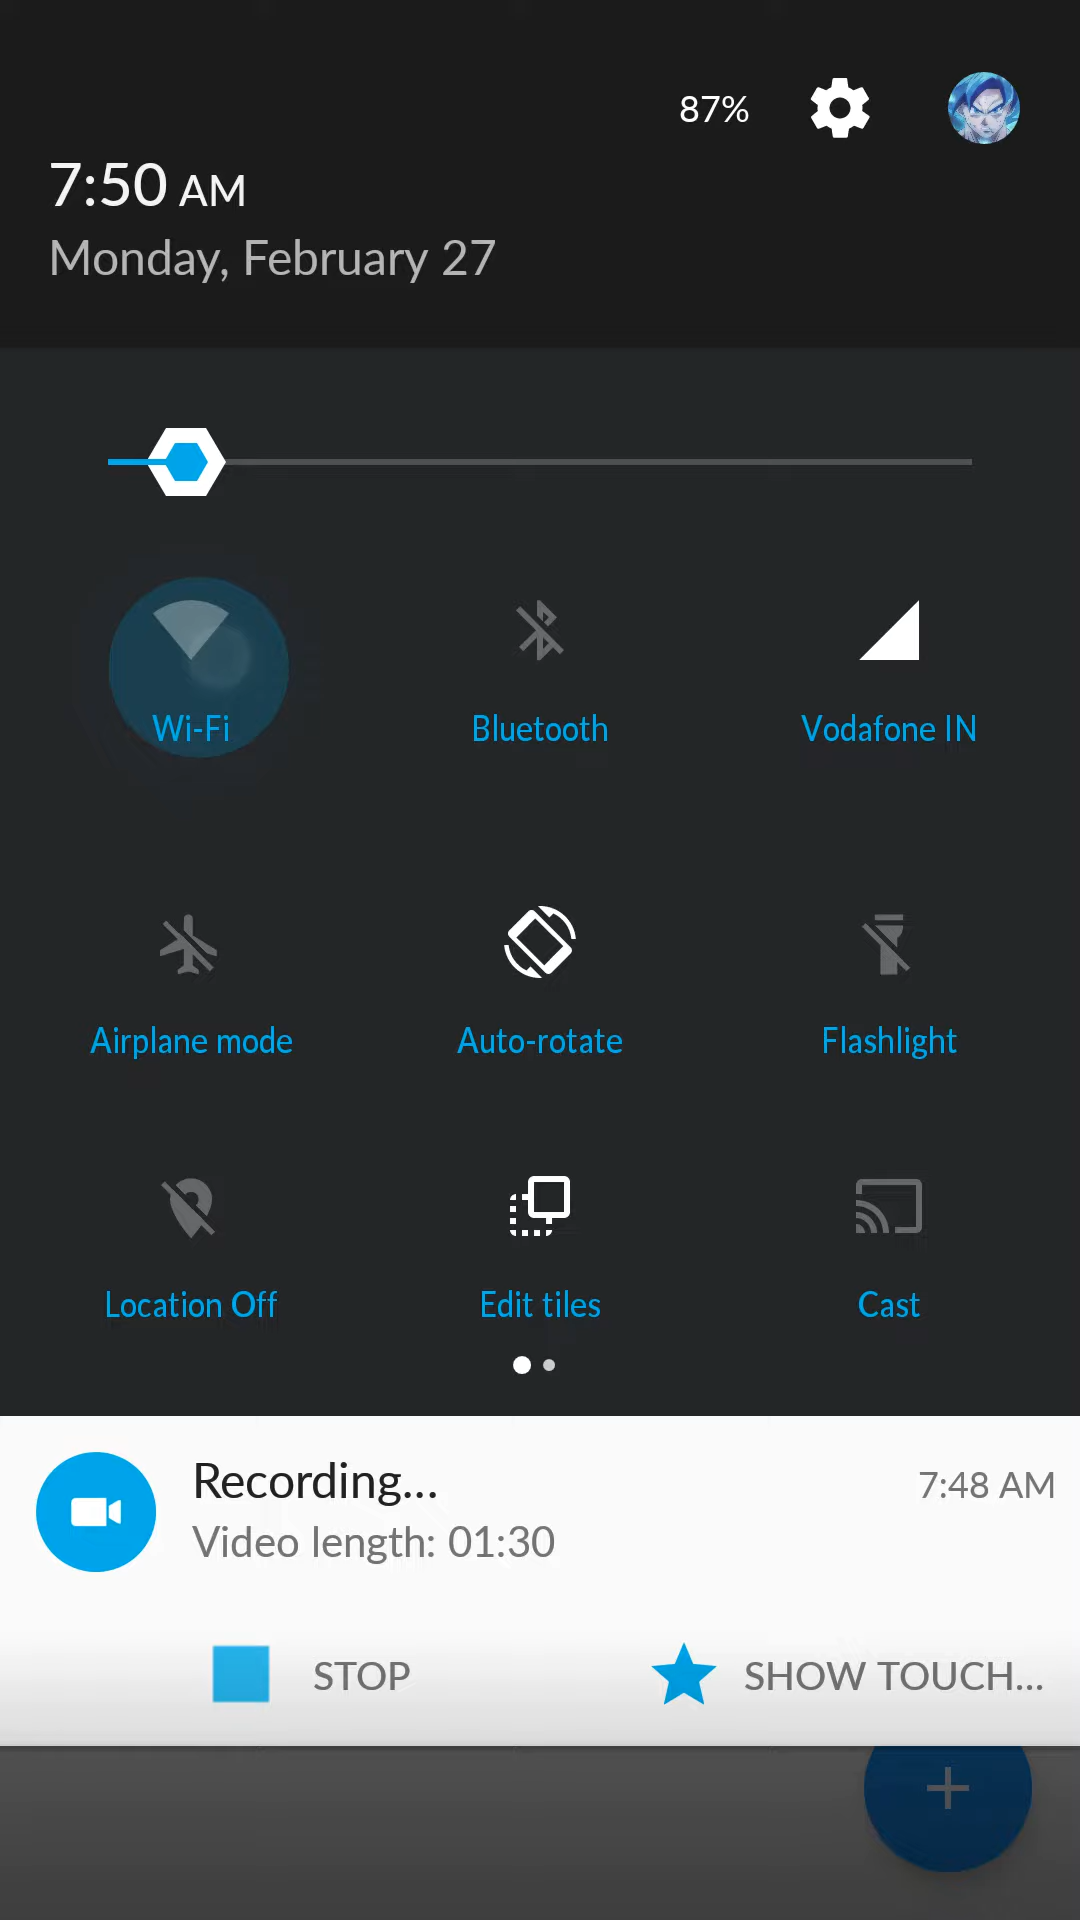 87%
7:50 AM
Monday, February 27
Wi-Fi
Bluetooth
Vodafone IN
Airplane mode
Auto-rotate
Flashlight
Location Off
Edit tiles
Cast
Recording...
7:48 AM
Video length: 01:30
STOP
SHOW TOUCH...